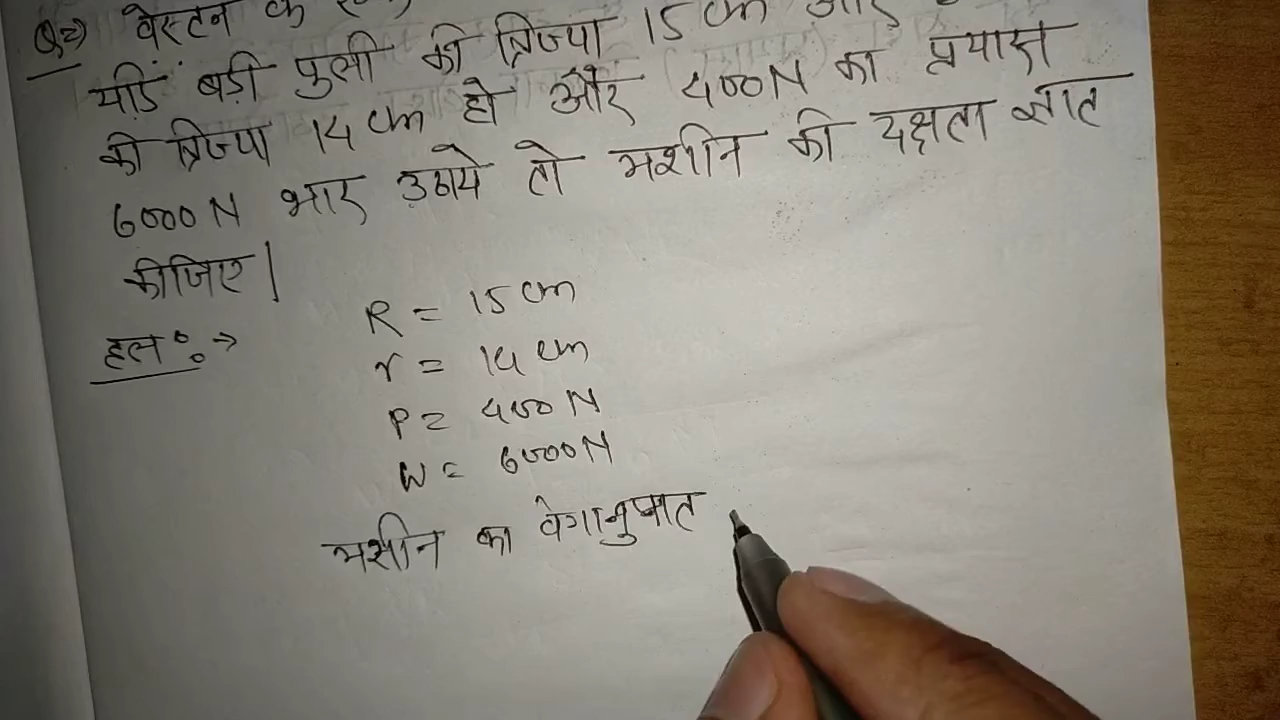 Q⇒ वेस्टन के
यदि बड़ी पुली की त्रिज्या 15 cm और
की त्रिज्या 14 cm हो और 400N का प्रयास
6000 N भार उठाये तो मशीन की दक्षता ज्ञात
कीजिए |
हल :→
R = 15 cm
r = 14 cm
P = 400 N
W = 6000 N
मशीन का वेगानुपात